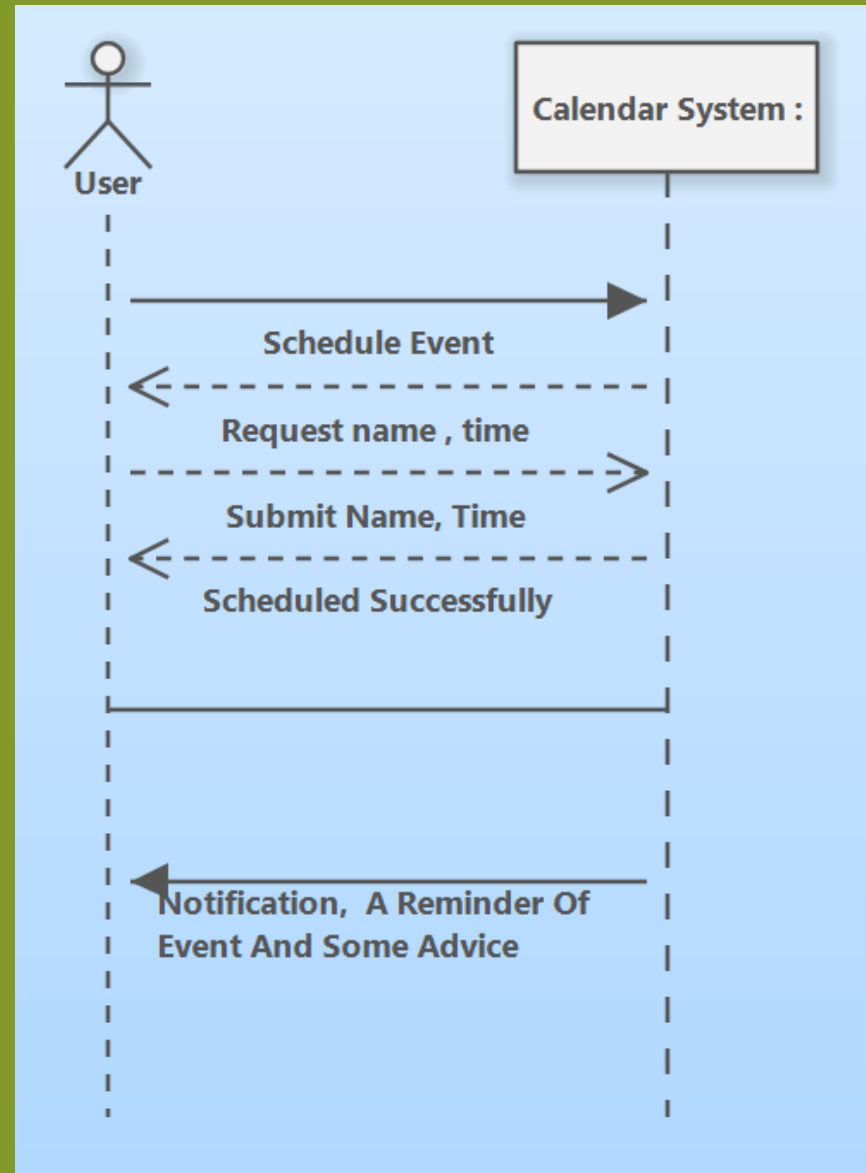 User
Calendar System :
Schedule Event
Request name , time
Submit Name, Time
Scheduled Successfully
Notification, A Reminder Of
Event And Some Advice